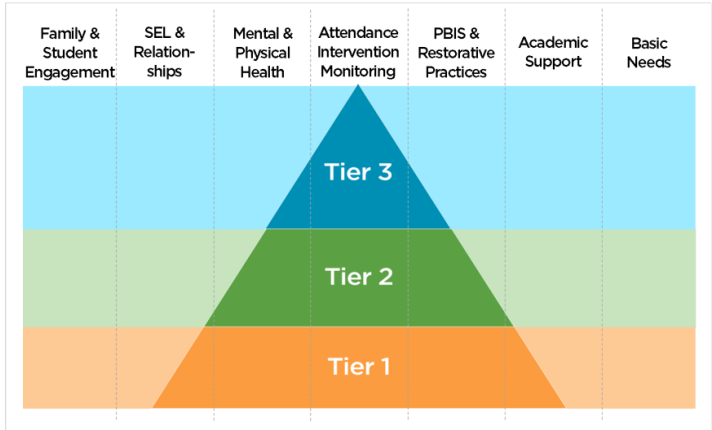 Family &
Student
Engagement
SEL &
Relation-
ships
Mental &
Physical
Health
Attendance
Intervention
Monitoring
PBIS &
Restorative
Practices
Academic
Support
Basic
Needs
Tier 3
Tier 2
Tier 1